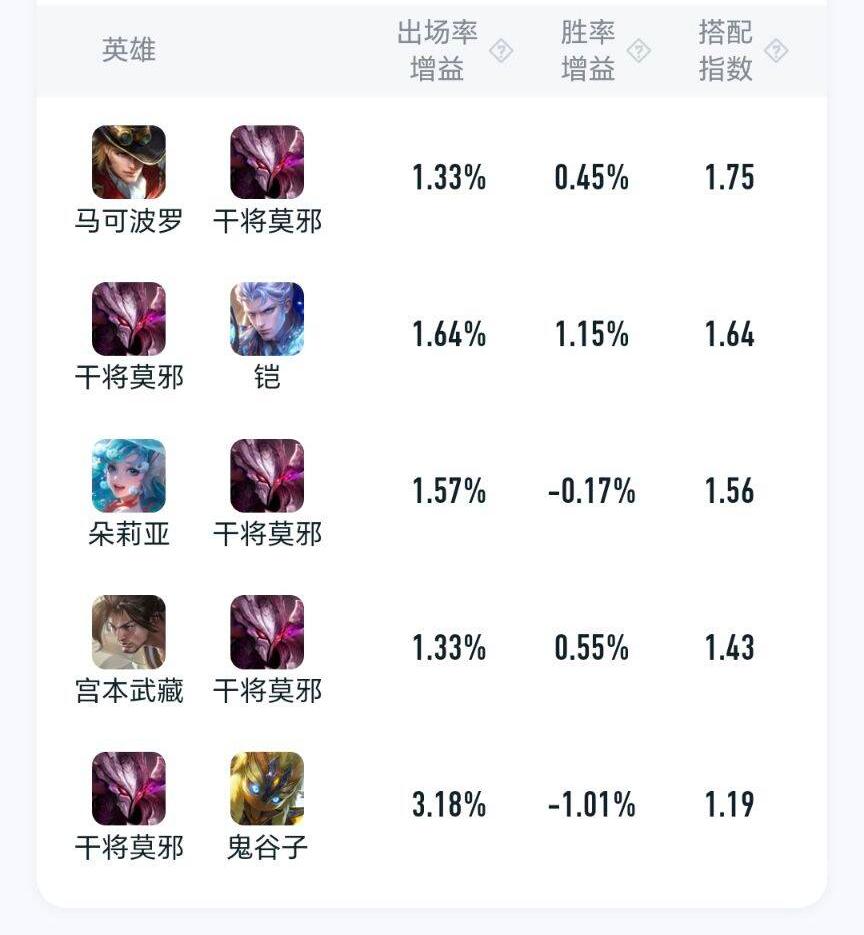 英雄 出场率增益 ? 胜率增益 ? 搭配指数 ?
马可波罗 干将莫邪 1.33% 0.45% 1.75
干将莫邪 铠 1.64% 1.15% 1.64
朵莉亚 干将莫邪 1.57% -0.17% 1.56
宫本武藏 干将莫邪 1.33% 0.55% 1.43
干将莫邪 鬼谷子 3.18% -1.01% 1.19